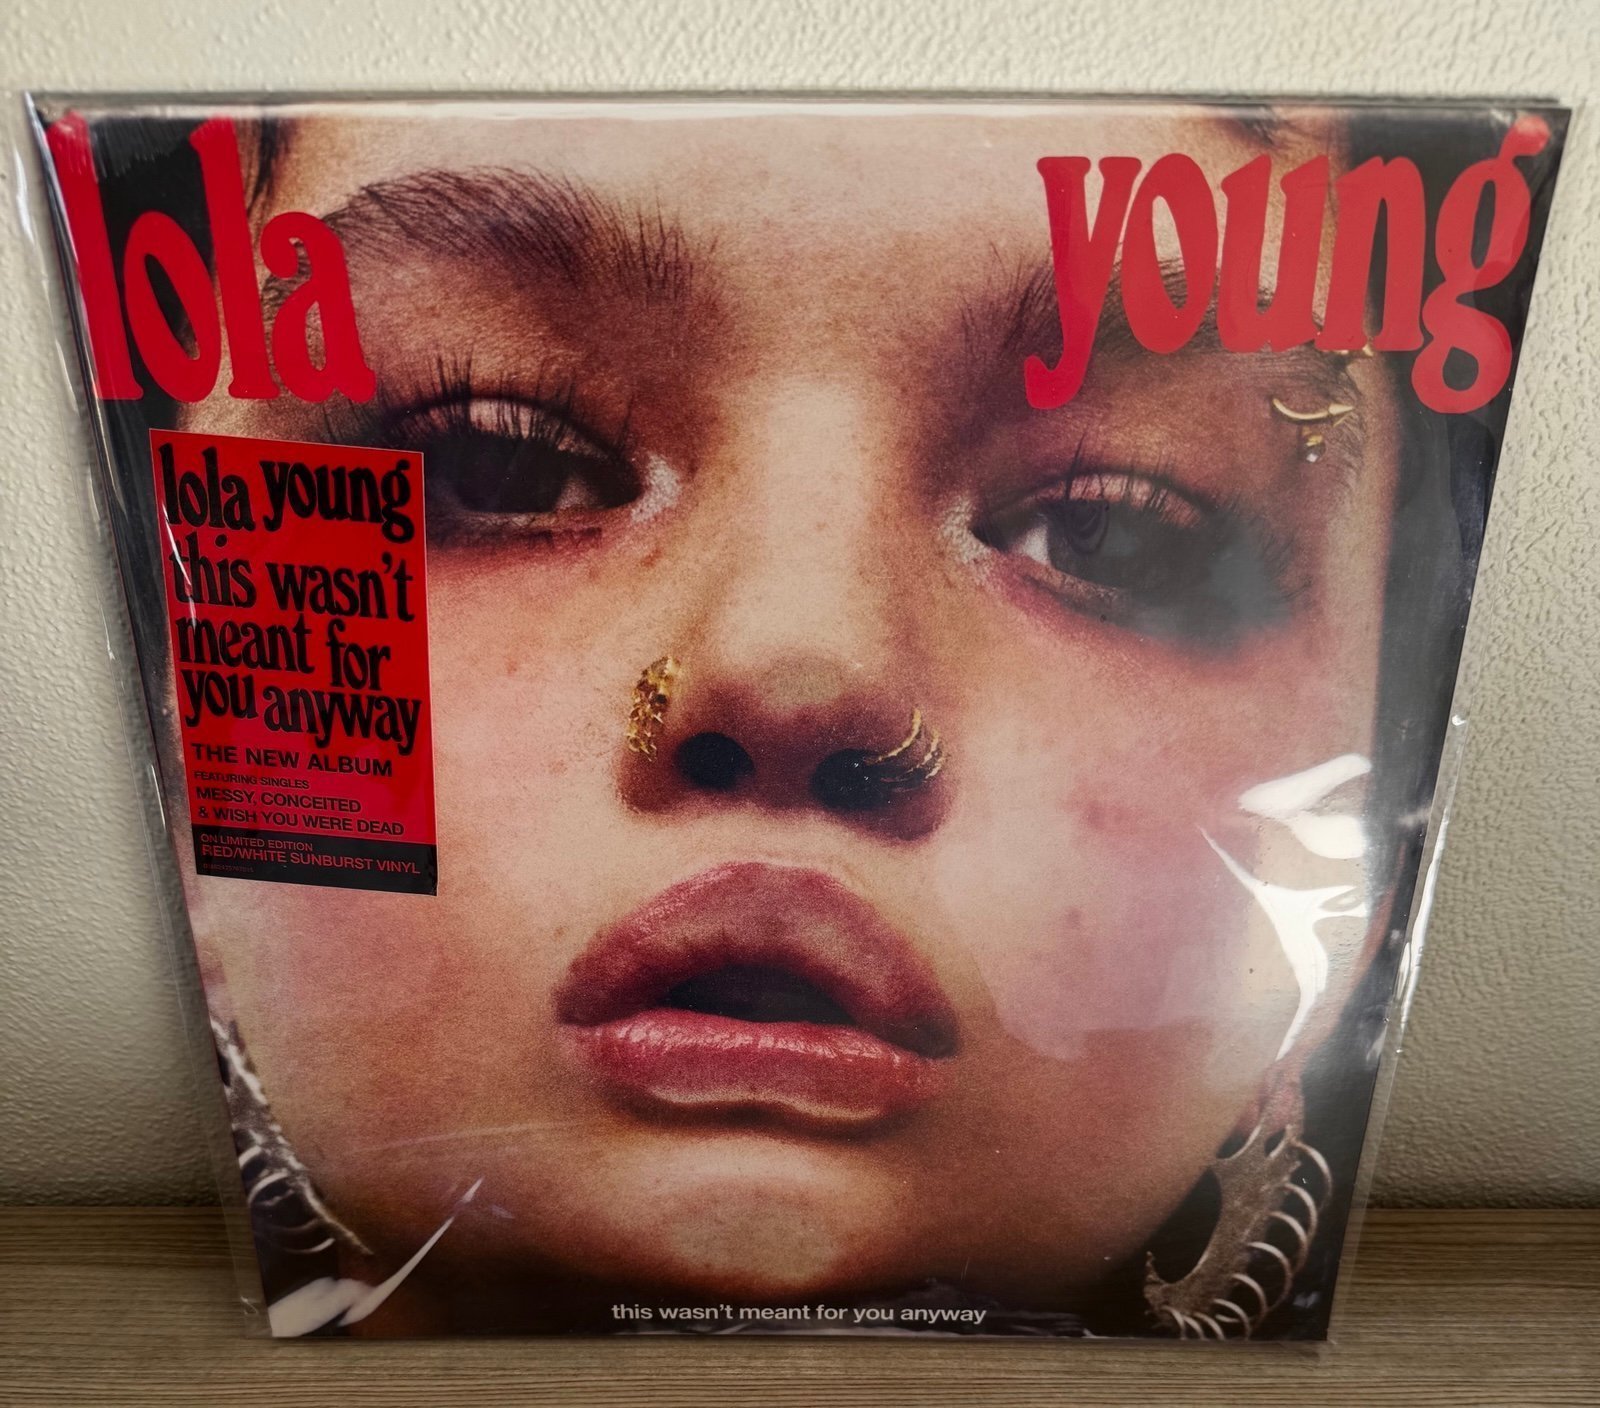 lola young
lola young
this wasn't
meant for
you anyway
THE NEW ALBUM
FEATURING SINGLES
MESSY, CONCEITED
& WISH YOU WERE DEAD
ON LIMITED EDITION
RED/WHITE SUNBURST VINYL
this wasn't meant for you anyway